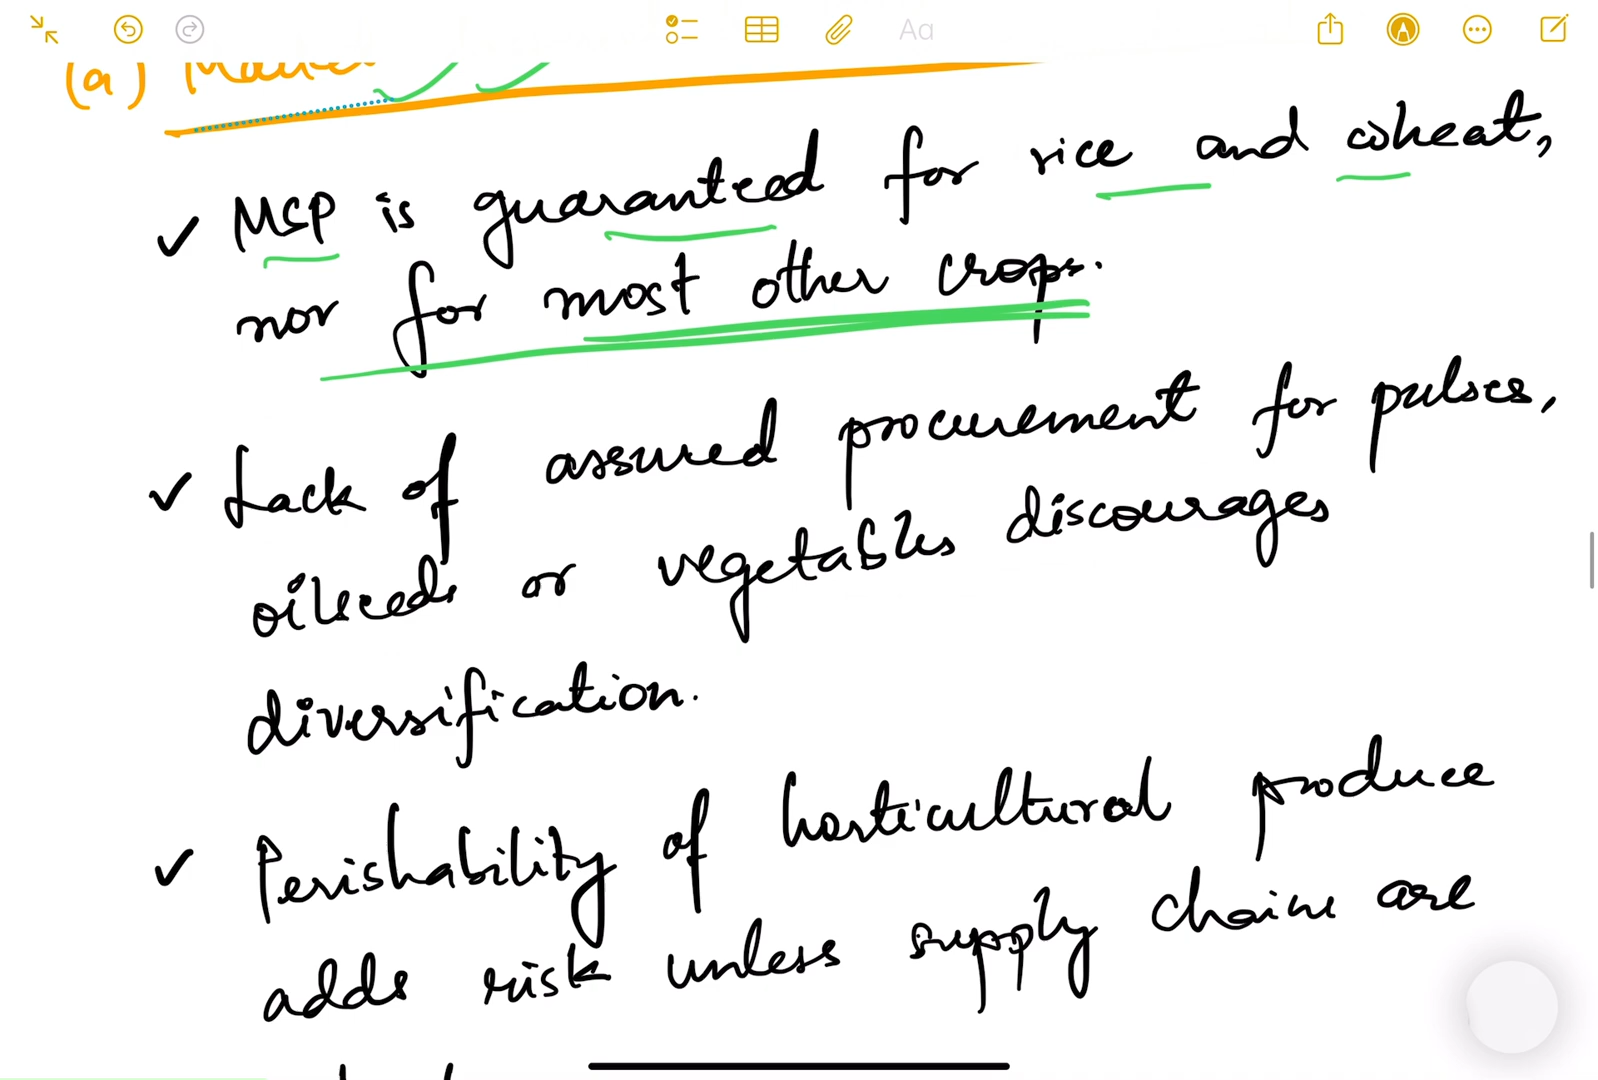 Aa
(a)
✓ MSP is guaranteed for rice and wheat,
nor for most other crops.
✓ Lack of assured procurement for pulses,
oilseeds or vegetables discourages
diversification.
✓ Perishability of horticultural produce
adds risk unless supply chains are